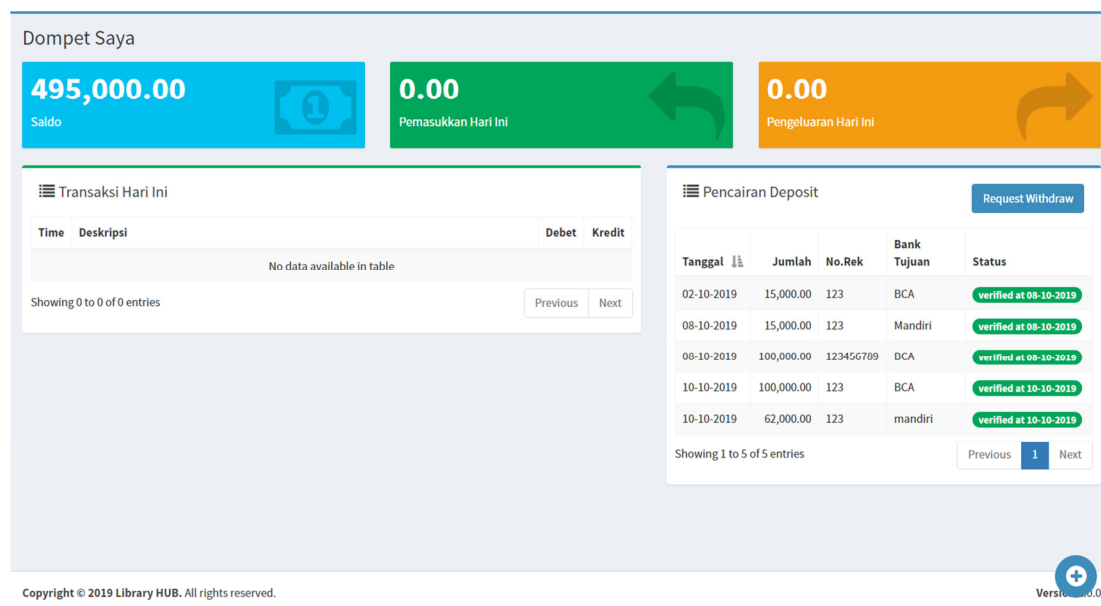 Dompet Saya
495,000.00
Saldo
0.00
Pemasukkan Hari Ini
0.00
Pengeluaran Hari Ini
Transaksi Hari Ini
Time Deskripsi Debet Kredit
No data available in table
Showing 0 to 0 of 0 entries
Previous Next
Pencairan Deposit
Request Withdraw
Tanggal Jumlah No.Rek Bank Tujuan Status
02-10-2019 15,000.00 123 BCA verified at 08-10-2019
08-10-2019 15,000.00 123 Mandiri verified at 08-10-2019
08-10-2019 100,000.00 123456789 BCA verified at 08-10-2019
10-10-2019 100,000.00 123 BCA verified at 10-10-2019
10-10-2019 62,000.00 123 mandiri verified at 10-10-2019
Showing 1 to 5 of 5 entries
Previous 1 Next
Copyright © 2019 Library HUB. All rights reserved.